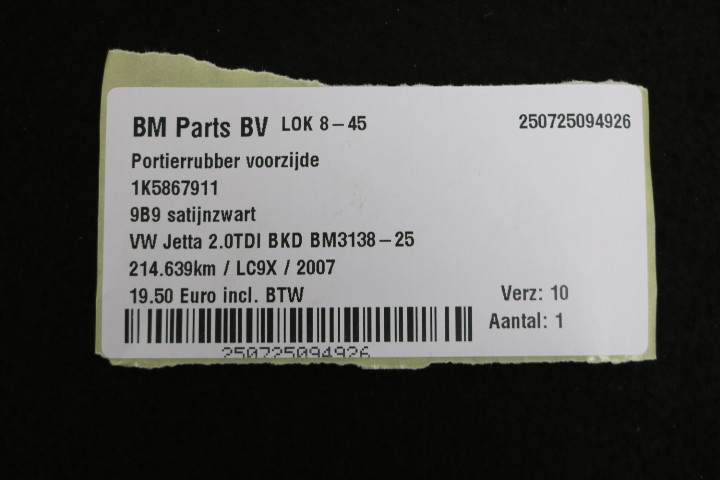 BM Parts BV LOK 8-45 250725094926
Portierrubber voorzijde
1K5867911
9B9 satijnzwart
VW Jetta 2.0TDI BKD BM3138-25
214.639km / LC9X / 2007
19.50 Euro incl. BTW Verz: 10
Aantal: 1
250725094926